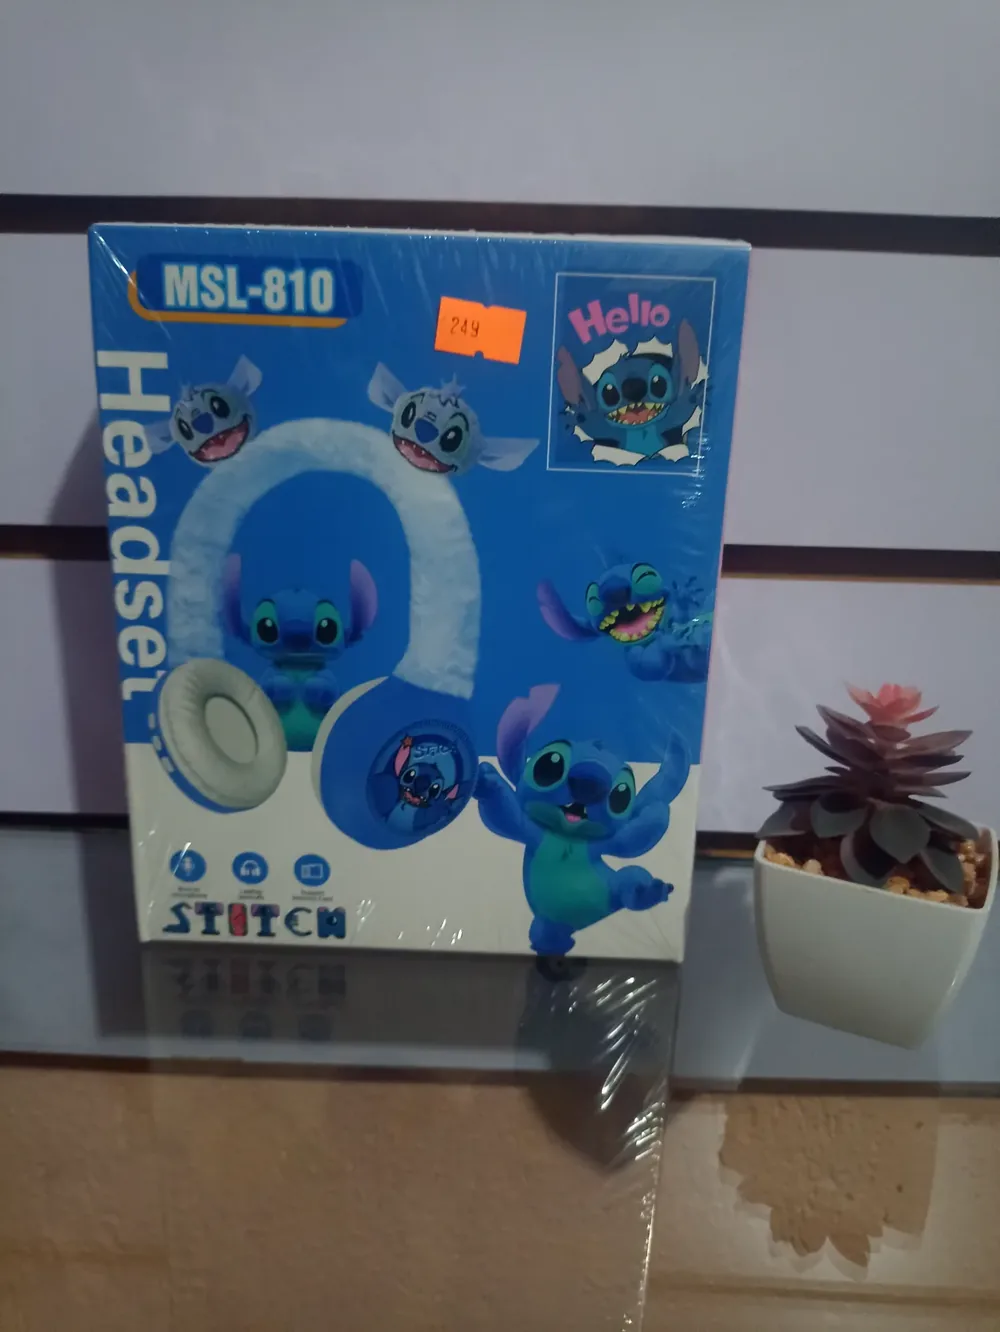 MSL-810
249
Hello
Headset
STITCH